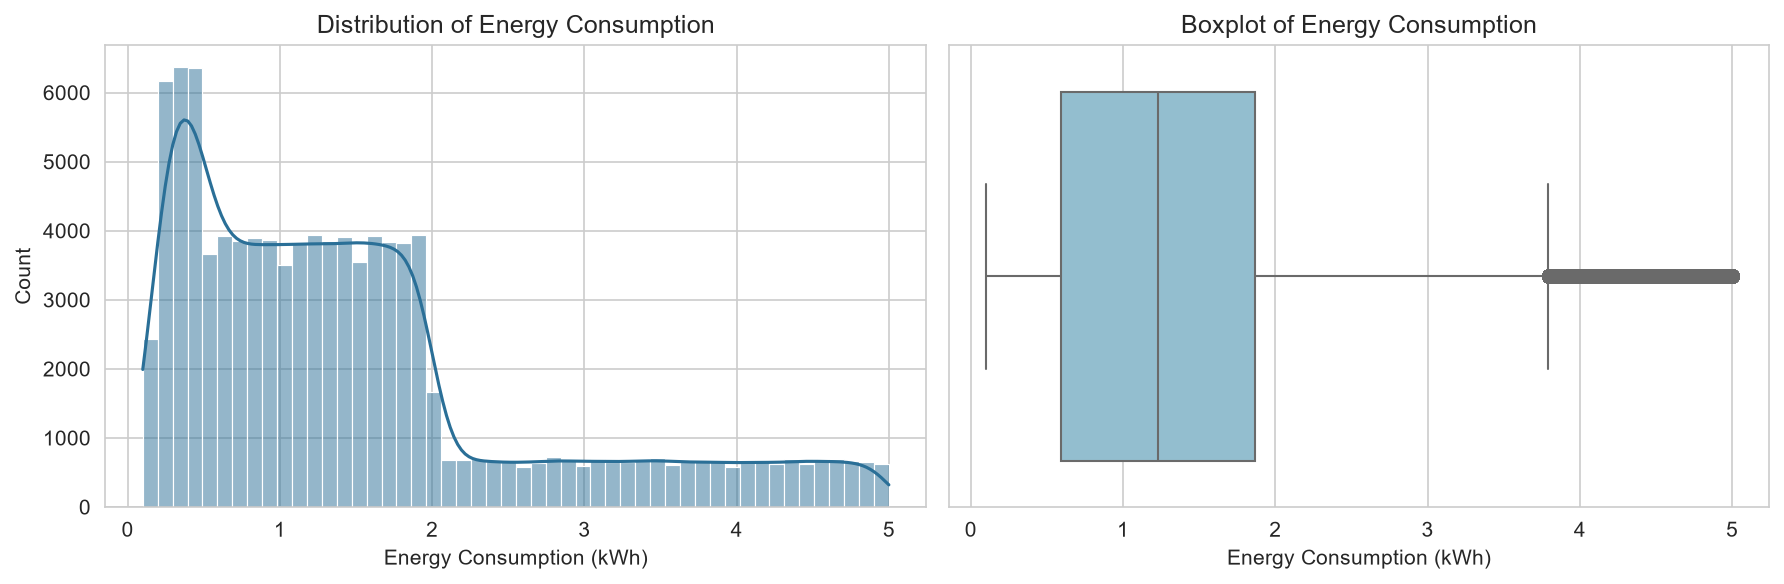 Distribution of Energy Consumption
Count
6000
5000
4000
3000
2000
1000
0
0 1 2 3 4 5
Energy Consumption (kWh)
Boxplot of Energy Consumption
0 1 2 3 4 5
Energy Consumption (kWh)